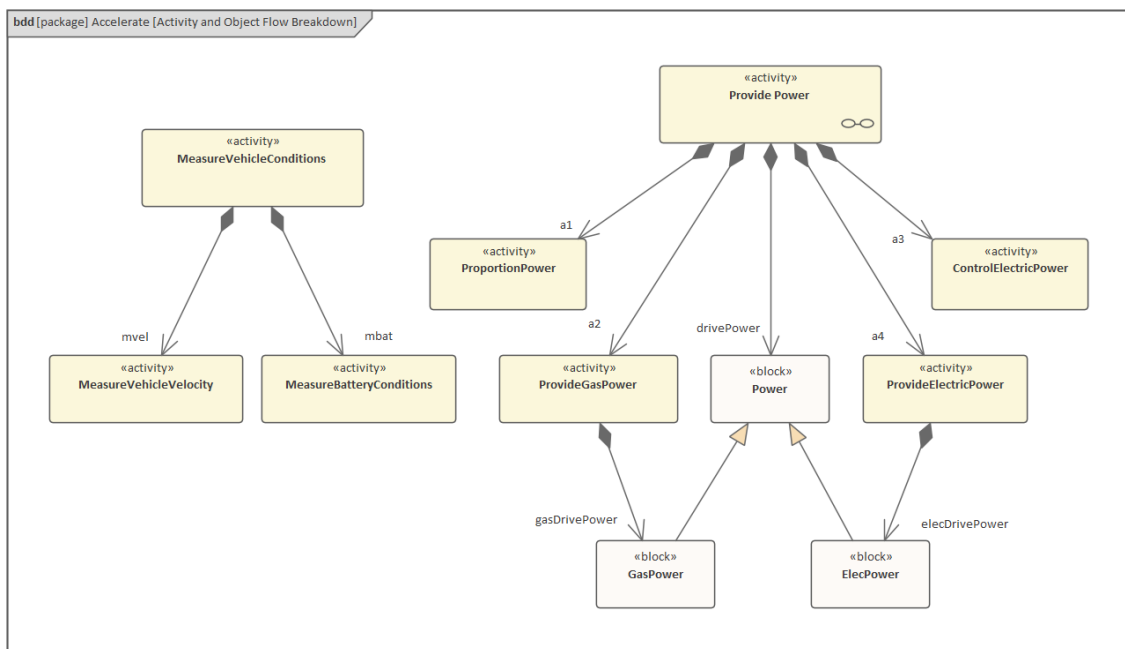 bdd [package] Accelerate [Activity and Object Flow Breakdown]
«activity»
Provide Power
«activity»
MeasureVehicleConditions
a1
a3
«activity»
ProportionPower
«activity»
ControlElectricPower
a2
drivePower
a4
mvel
mbat
«activity»
MeasureVehicleVelocity
«activity»
MeasureBatteryConditions
«activity»
ProvideGasPower
«block»
Power
«activity»
ProvideElectricPower
gasDrivePower
elecDrivePower
«block»
GasPower
«block»
ElecPower